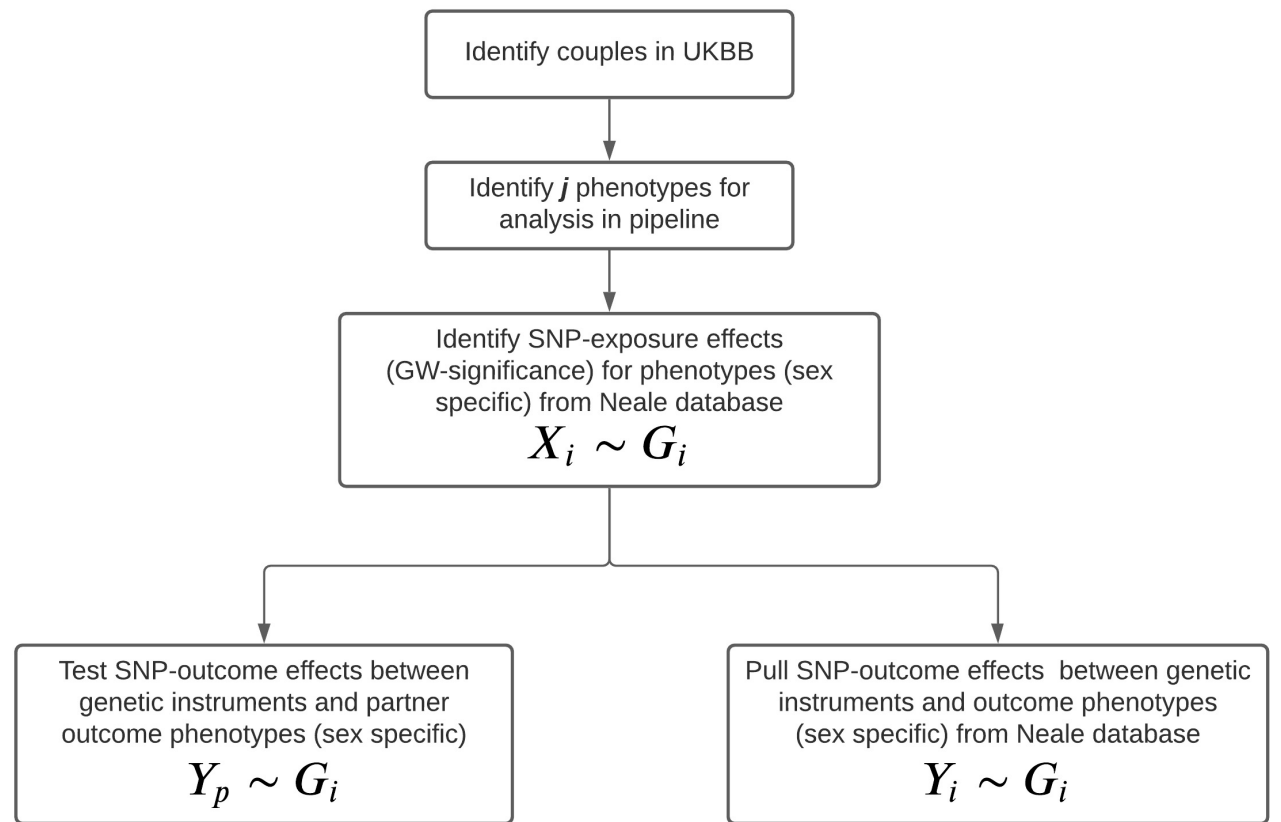 Identify couples in UKBB
Identify j phenotypes for
analysis in pipeline
Identify SNP-exposure effects
(GW-significance) for phenotypes (sex
specific) from Neale database
X_i ~ G_i
Test SNP-outcome effects between
genetic instruments and partner
outcome phenotypes (sex specific)
Y_p ~ G_i
Pull SNP-outcome effects  between genetic
instruments and outcome phenotypes
(sex specific) from Neale database
Y_i ~ G_i